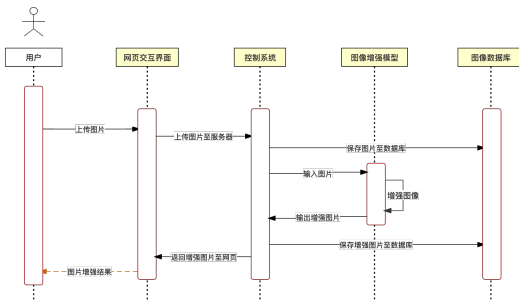 用户
网页交互界面
控制系统
图像增强模型
图像数据库
上传图片
上传图片至服务器
保存图片至数据库
输入图片
增强图像
输出增强图片
保存增强图片至数据库
返回增强图片至网页
图片增强结果